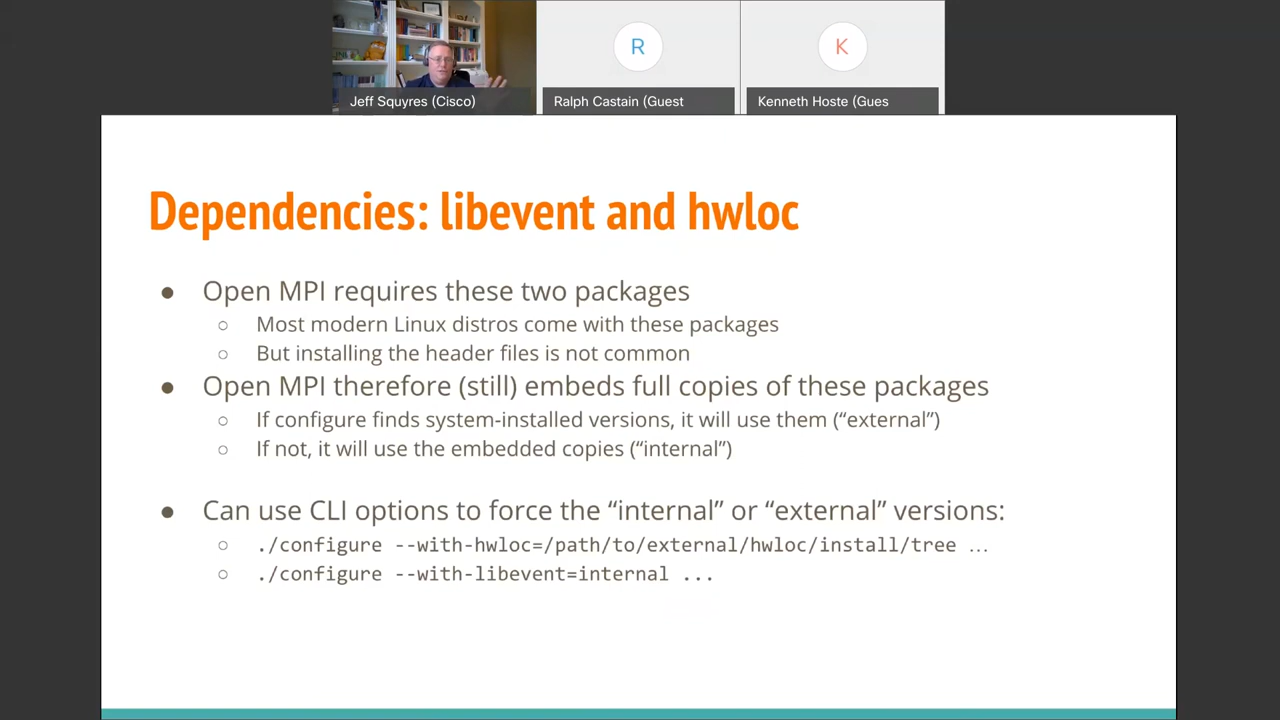 R
K
Jeff Squyres (Cisco)
Ralph Castain (Guest
Kenneth Hoste (Gues
Dependencies: libevent and hwloc
● Open MPI requires these two packages
○ Most modern Linux distros come with these packages
○ But installing the header files is not common
● Open MPI therefore (still) embeds full copies of these packages
○ If configure finds system-installed versions, it will use them (“external”)
○ If not, it will use the embedded copies (“internal”)
● Can use CLI options to force the “internal” or “external” versions:
○ ./configure --with-hwloc=/path/to/external/hwloc/install/tree …
○ ./configure --with-libevent=internal ...